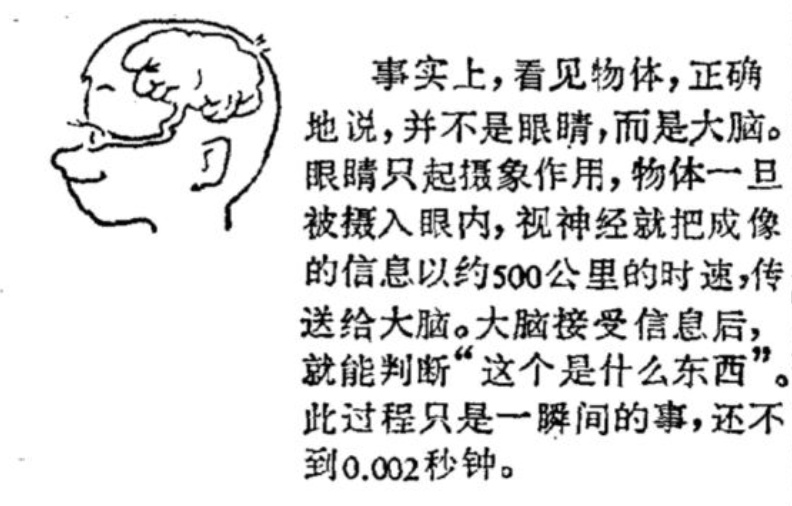 事实上，看见物体，正确
地说，并不是眼睛，而是大脑。
眼睛只起摄象作用，物体一旦
被摄入眼内，视神经就把成像
的信息以约500公里的时速，传
送给大脑。大脑接受信息后，
就能判断“这个是什么东西”。
此过程只是一瞬间的事，还不
到0.002秒钟。